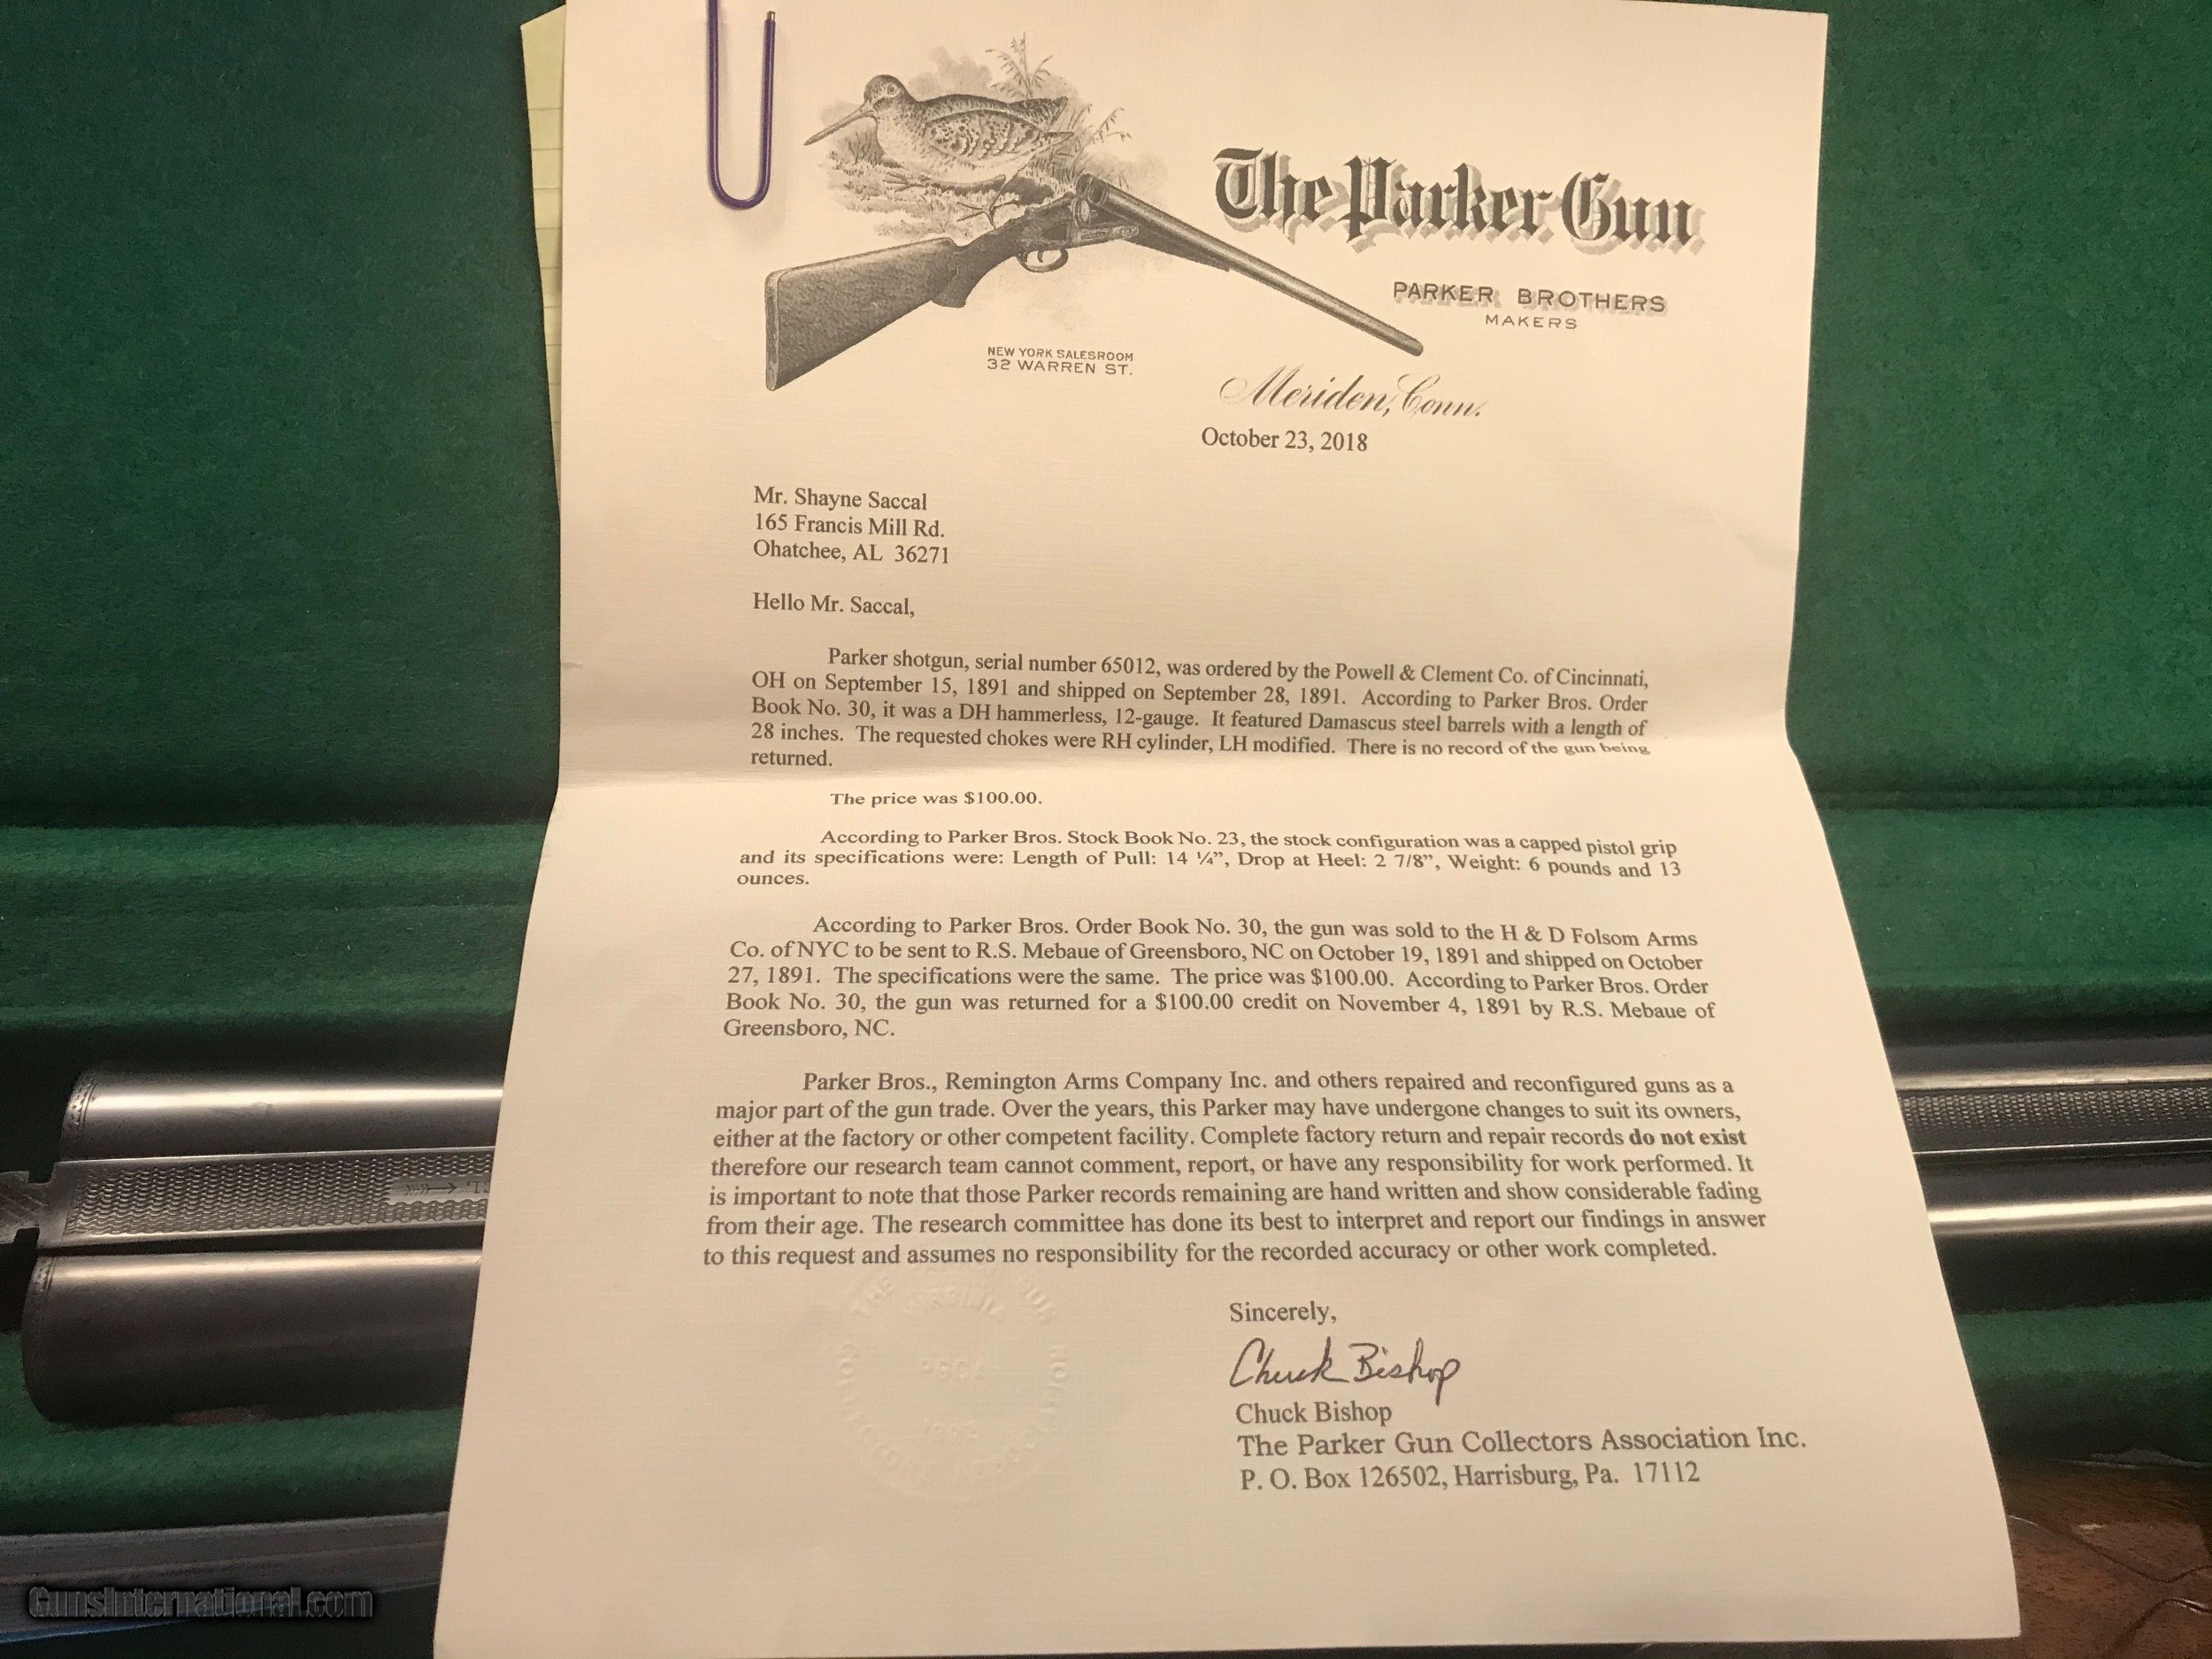 The Parker Gun
PARKER BROTHERS
MAKERS
NEW YORK SALESROOM
32 WARREN ST.
Meriden, Conn.
October 23, 2018
Mr. Shayne Saccal
165 Francis Mill Rd.
Ohatchee, AL 36271
Hello Mr. Saccal,
Parker shotgun, serial number 65012, was ordered by the Powell & Clement Co. of Cincinnati,
OH on September 15, 1891 and shipped on September 28, 1891. According to Parker Bros. Order
Book No. 30, it was a DH hammerless, 12-gauge. It featured Damascus steel barrels with a length of
28 inches. The requested chokes were RH cylinder, LH modified. There is no record of the gun being
returned.
The price was $100.00.
According to Parker Bros. Stock Book No. 23, the stock configuration was a capped pistol grip
and its specifications were: Length of Pull: 14 ¼”, Drop at Heel: 2 7/8”, Weight: 6 pounds and 13
ounces.
According to Parker Bros. Order Book No. 30, the gun was sold to the H & D Folsom Arms
Co. of NYC to be sent to R.S. Mebaue of Greensboro, NC on October 19, 1891 and shipped on October
27, 1891. The specifications were the same. The price was $100.00. According to Parker Bros. Order
Book No. 30, the gun was returned for a $100.00 credit on November 4, 1891 by R.S. Mebaue of
Greensboro, NC.
Parker Bros., Remington Arms Company Inc. and others repaired and reconfigured guns as a
major part of the gun trade. Over the years, this Parker may have undergone changes to suit its owners,
either at the factory or other competent facility. Complete factory return and repair records do not exist
therefore our research team cannot comment, report, or have any responsibility for work performed. It
is important to note that those Parker records remaining are hand written and show considerable fading
from their age. The research committee has done its best to interpret and report our findings in answer
to this request and assumes no responsibility for the recorded accuracy or other work completed.
Sincerely,
Chuck Bishop
Chuck Bishop
The Parker Gun Collectors Association Inc.
P. O. Box 126502, Harrisburg, Pa. 17112
GunsInternational.com